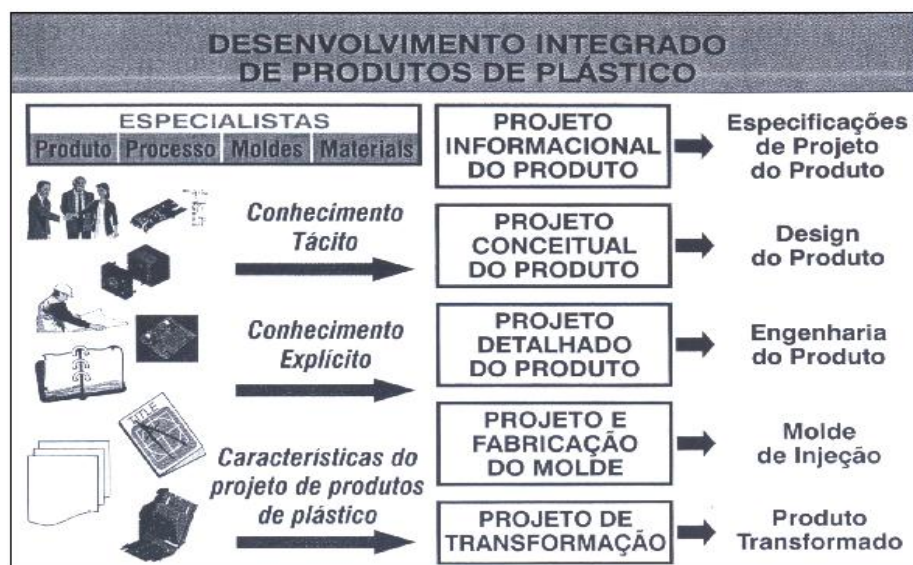 DESENVOLVIMENTO INTEGRADO
DE PRODUTOS DE PLÁSTICO
ESPECIALISTAS
Produto Processo Moldes Materiais
Conhecimento
Tácito
Conhecimento
Explícito
Características do
projeto de produtos
de plástico
PROJETO
INFORMACIONAL
DO PRODUTO
Especificações
de Projeto
do Produto
PROJETO
CONCEITUAL
DO PRODUTO
Design
do Produto
PROJETO
DETALHADO
DO PRODUTO
Engenharia
do Produto
PROJETO E
FABRICAÇÃO
DO MOLDE
Molde
de Injeção
PROJETO DE
TRANSFORMAÇÃO
Produto
Transformado
TITLE